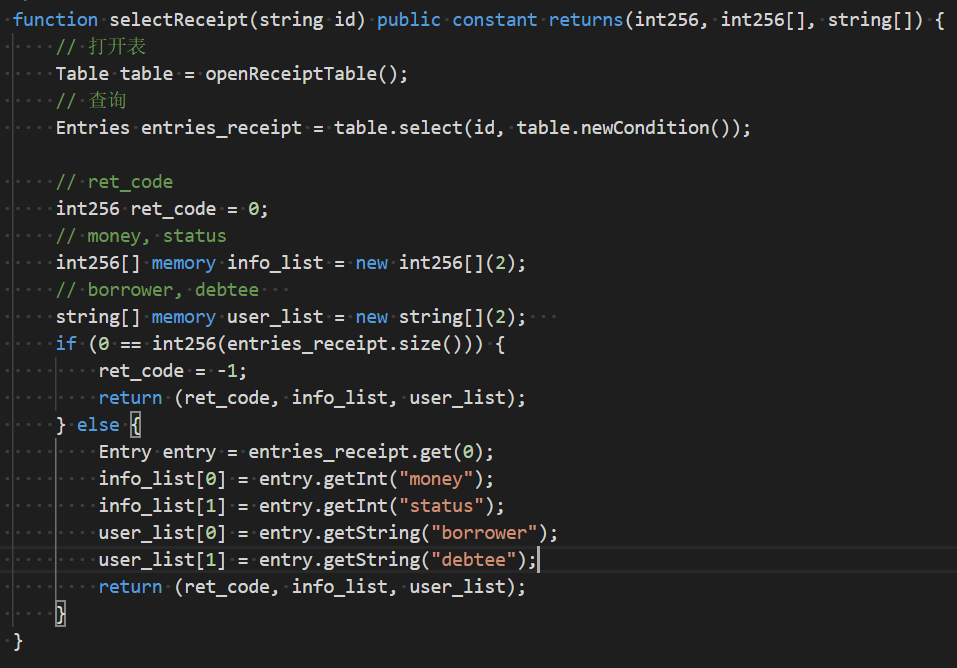 function selectReceipt(string id) public constant returns(int256, int256[], string[]) {
    // 打开表
    Table table = openReceiptTable();
    // 查询
    Entries entries_receipt = table.select(id, table.newCondition());

    // ret_code
    int256 ret_code = 0;
    // money, status
    int256[] memory info_list = new int256[](2);
    // borrower, debtee
    string[] memory user_list = new string[](2);
    if (0 == int256(entries_receipt.size())) {
        ret_code = -1;
        return (ret_code, info_list, user_list);
    } else {
        Entry entry = entries_receipt.get(0);
        info_list[0] = entry.getInt("money");
        info_list[1] = entry.getInt("status");
        user_list[0] = entry.getString("borrower");
        user_list[1] = entry.getString("debtee");
        return (ret_code, info_list, user_list);
    }
}